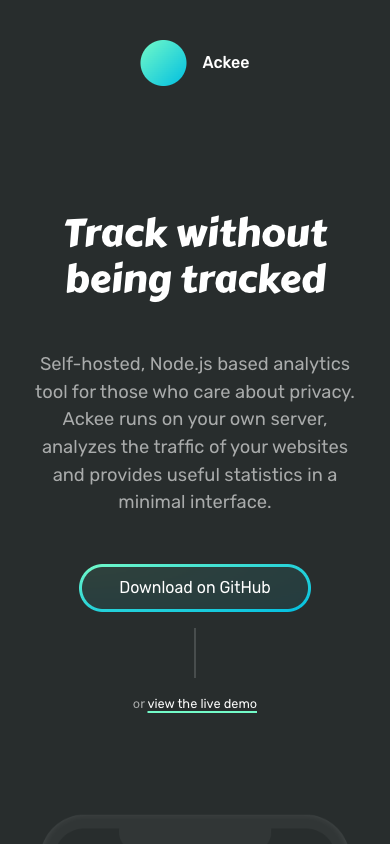 Ackee
Track without
being tracked
Self-hosted, Node.js based analytics
tool for those who care about privacy.
Ackee runs on your own server,
analyzes the traffic of your websites
and provides useful statistics in a
minimal interface.
Download on GitHub
or view the live demo